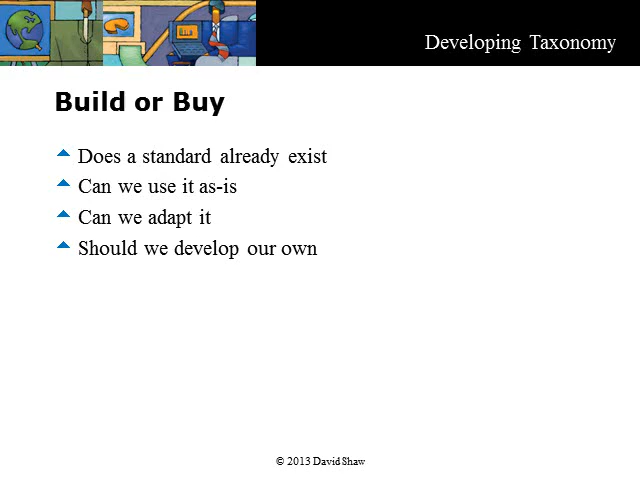 Developing Taxonomy
Build or Buy
Does a standard already exist
Can we use it as-is
Can we adapt it
Should we develop our own
© 2013 David Shaw